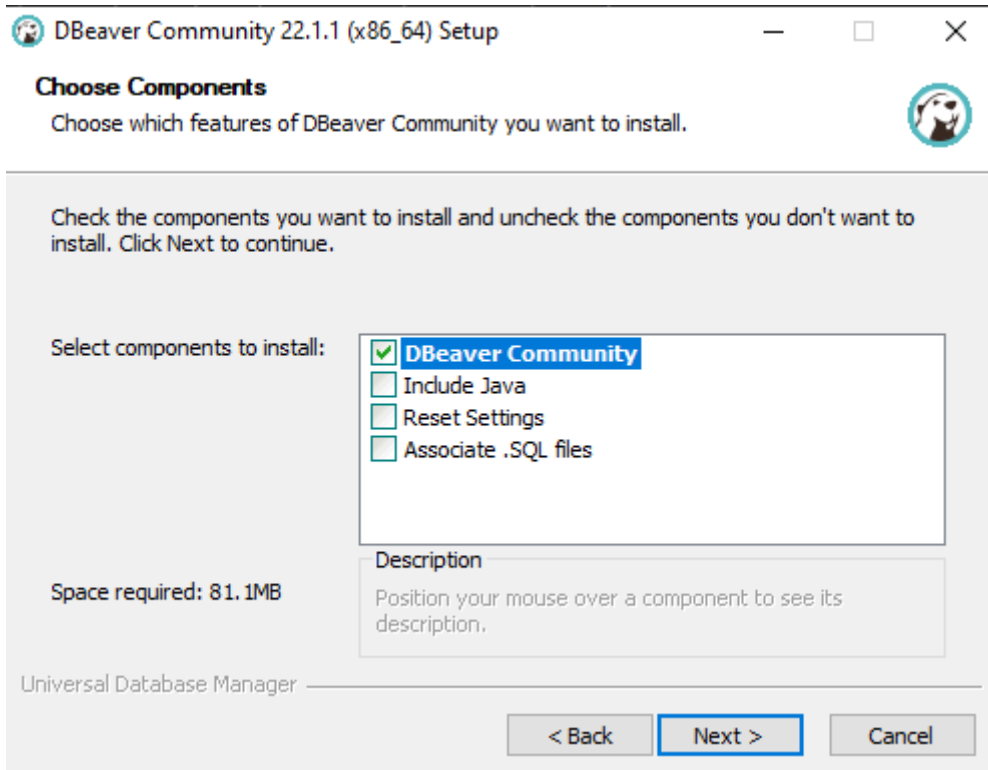 DBeaver Community 22.1.1 (x86_64) Setup
Choose Components
Choose which features of DBeaver Community you want to install.
Check the components you want to install and uncheck the components you don't want to
install. Click Next to continue.
Select components to install:
DBeaver Community
Include Java
Reset Settings
Associate .SQL files
Space required: 81.1MB
Description
Position your mouse over a component to see its
description.
Universal Database Manager
< Back
Next >
Cancel